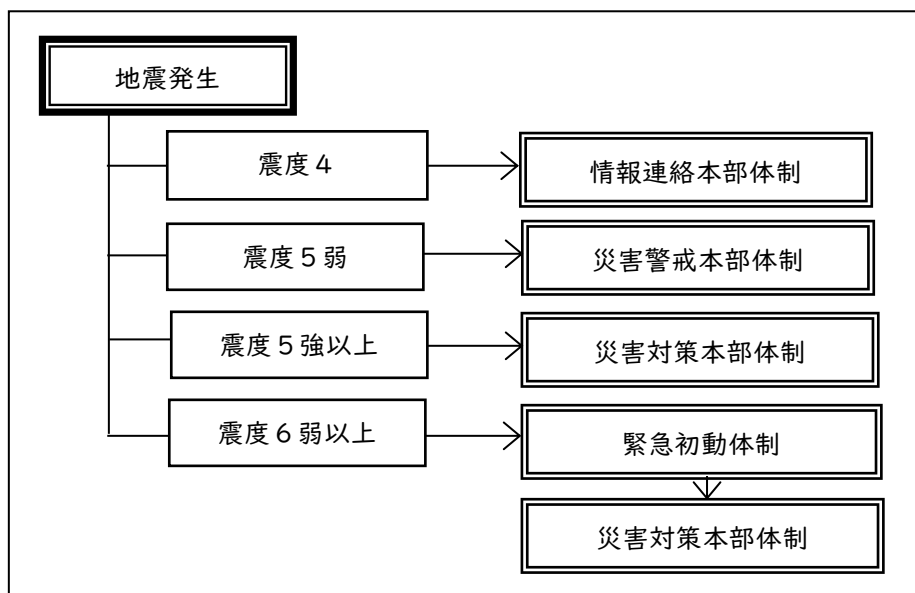 地震発生
震度４
情報連絡本部体制
震度５弱
災害警戒本部体制
震度５強以上
災害対策本部体制
震度６弱以上
緊急初動体制
災害対策本部体制